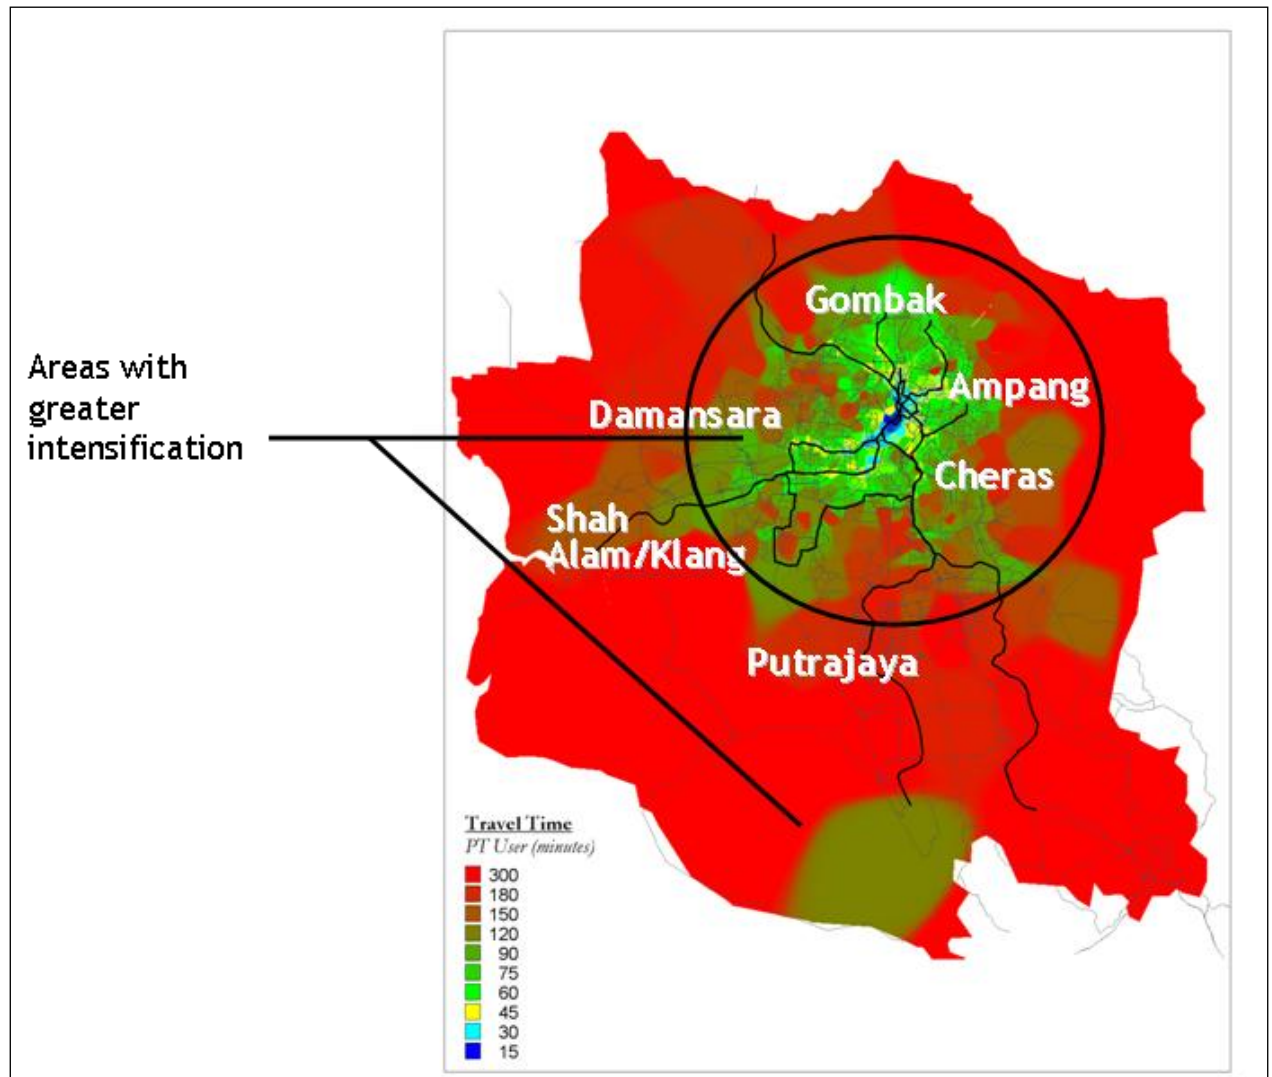 Gombak
Ampang
Areas with
greater
intensification
Damansara
Cheras
Shah
Alam/Klang
Putrajaya
Travel Time
PT User (minutes)
300
180
150
120
90
75
60
45
30
15